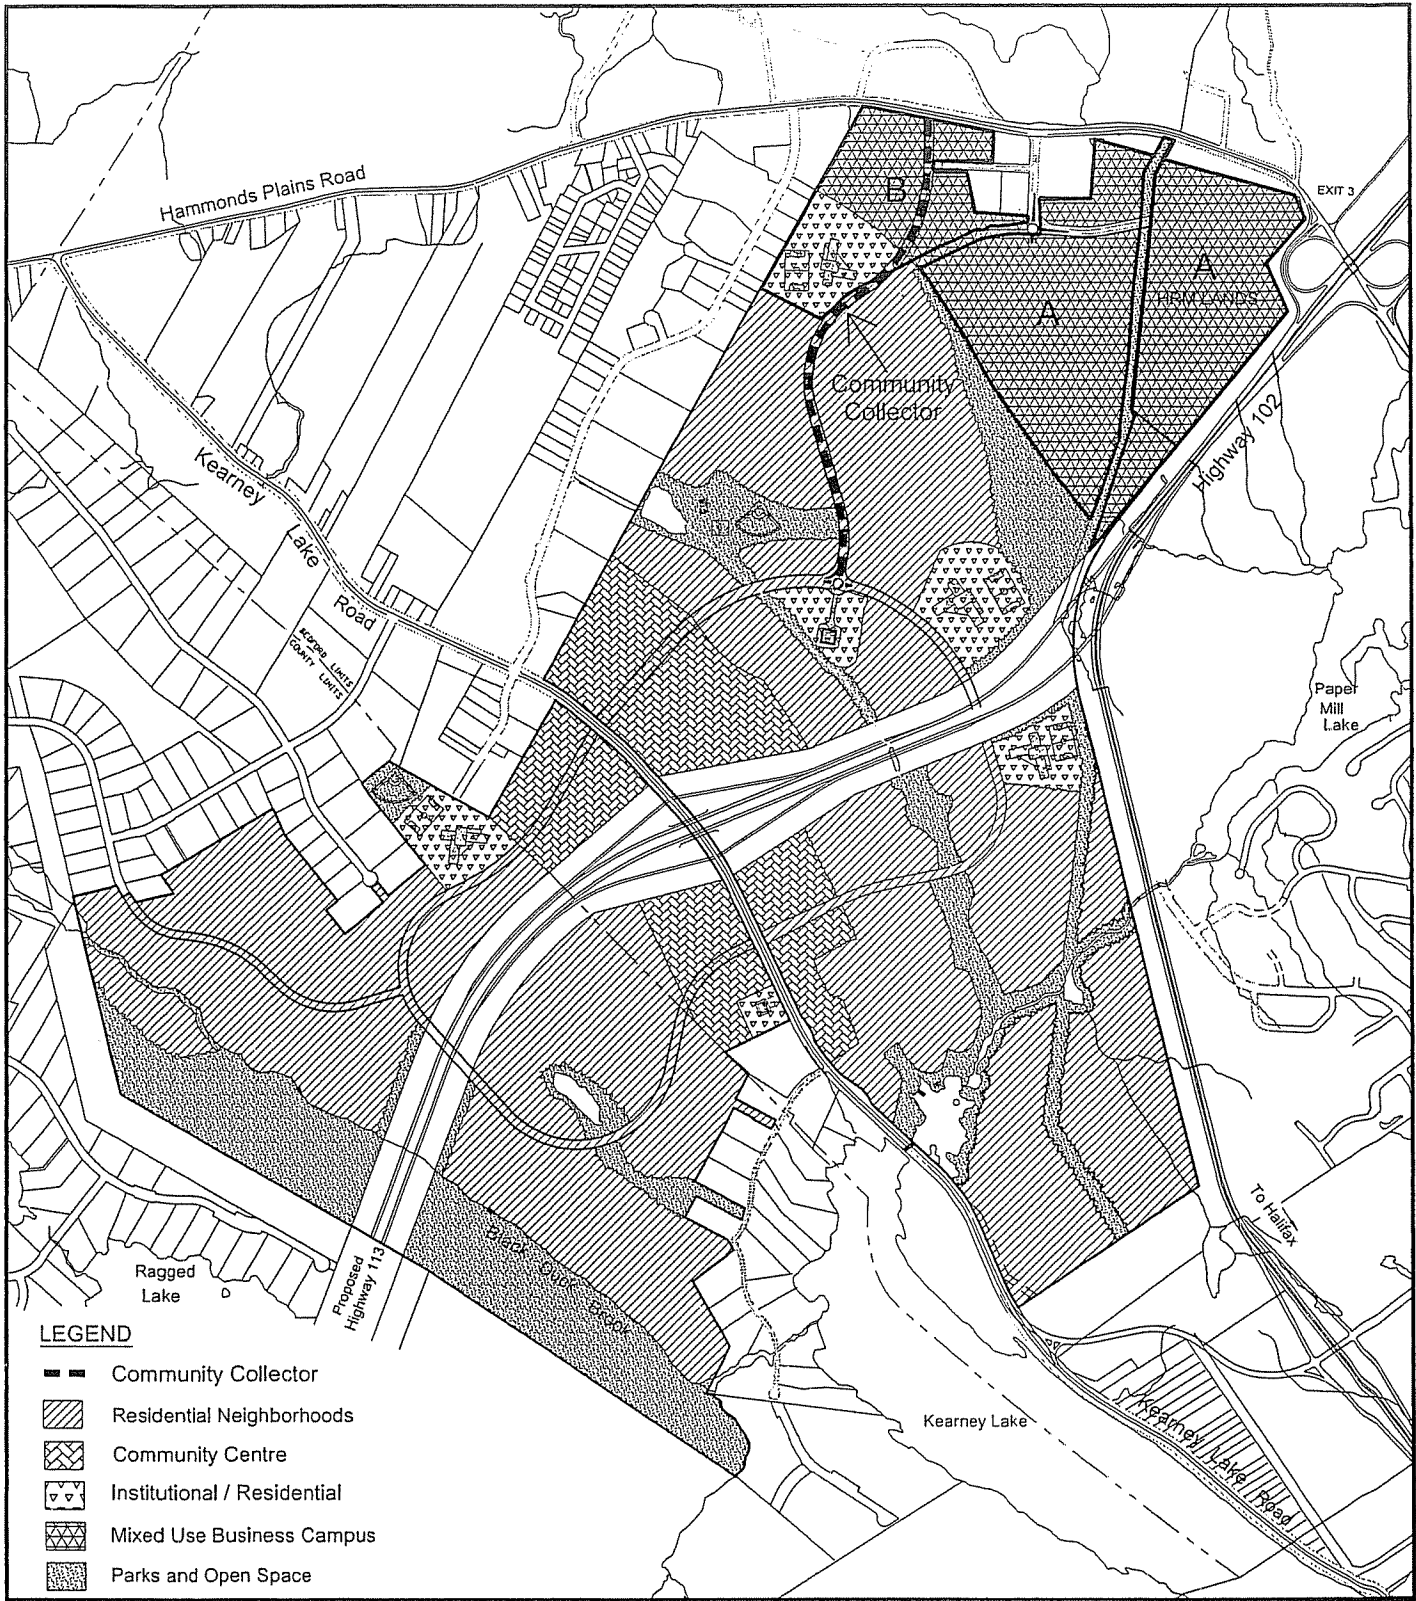 Hammonds Plains Road
EXIT 3
B
A
HRM LANDS
A
Community
Collector
Highway 102
Kearney
Lake
Road
BEDFORD LIMITS
COUNTY LIMITS
Paper
Mill
Lake
To Halifax
Ragged
Lake
Proposed
Highway 113
Black Duck Brook
Kearney Lake
Kearney Lake Road
LEGEND
Community Collector
Residential Neighborhoods
Community Centre
Institutional / Residential
Mixed Use Business Campus
Parks and Open Space